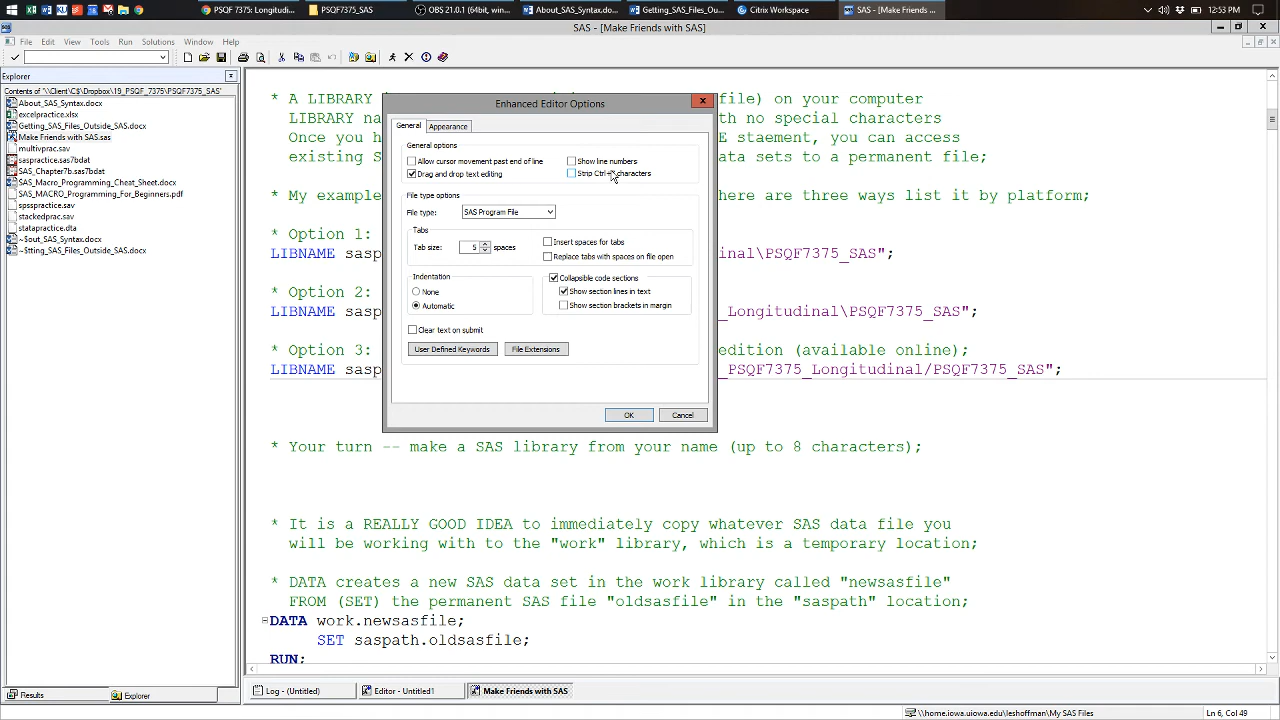 PSQF 7375: Longitudi...
PSQF7375_SAS
OBS 21.0.1 (64bit, win...
About_SAS_Syntax.do...
Getting_SAS_Files_Ou...
Citrix Workspace
SAS - [Make Friends ...
12:53 PM
SAS - [Make Friends with SAS]
File Edit View Tools Run Solutions Window Help
Explorer
Contents of '\\Client\C$\Dropbox\19_PSQF_7375\PSQF7375_SAS'
About_SAS_Syntax.docx
excelpractice.xlsx
Getting_SAS_Files_Outside_SAS.docx
Make Friends with SAS.sas
multivprac.sav
saspractice.sas7bdat
SAS_Chapter7b.sas7bdat
SAS_Macro_Programming_Cheat_Sheet.docx
SAS_MACRO_Programming_For_Beginners.pdf
spsspractice.sav
stackedprac.sav
statapractice.dta
~$out_SAS_Syntax.docx
~$tting_SAS_Files_Outside_SAS.docx
* A LIBRARY file) on your computer
LIBRARY th no special characters
Once you h E staement, you can access
existing S ta sets to a permanent file;
* My example here are three ways list it by program;
* Option 1:
LIBNAME sasp inal\PSQF7375_SAS";
* Option 2:
LIBNAME sasp _Longitudinal\PSQF7375_SAS";
* Option 3: edition (available online);
LIBNAME sasp _PSQF7375_Longitudinal/PSQF7375_SAS";
* Your turn -- make a SAS library from your name (up to 8 characters);
* It is a REALLY GOOD IDEA to immediately copy whatever SAS data file you
will be working with to the "work" library, which is a temporary location;
* DATA creates a new SAS data set in the work library called "newsasfile"
FROM (SET) the permanent SAS file "oldsasfile" in the "saspath" location;
DATA work.newsasfile;
SET saspath.oldsasfile;
RUN;
Enhanced Editor Options
General Appearance
General options
Allow cursor movement past end of line Show line numbers
Drag and drop text editing Strip characters
File type options
File type: SAS Program File
Tabs
Tab size: 5 spaces
Insert spaces for tabs
Replace tabs with spaces on file open
Indentation
None
Automatic
Collapsible code sections
Show section lines in text
Show section brackets in margin
Clear text on submit
User Defined Keywords File Extensions
OK Cancel
Results Explorer
Log - (Untitled) Editor - Untitled1 Make Friends with SAS
\\home.iowa.uiowa.edu\leshoffman\My SAS Files Ln 6, Col 49